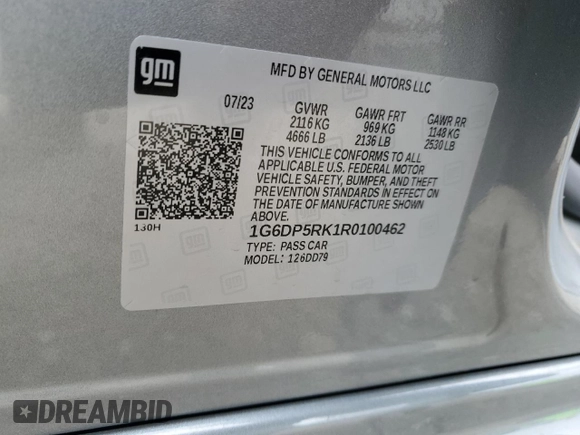 gm
MFD BY GENERAL MOTORS LLC
07/23 GVWR GAWR FRT GAWR RR
2116 KG 969 KG 1148 KG
4666 LB 2136 LB 2530 LB
THIS VEHICLE CONFORMS TO ALL
APPLICABLE U.S. FEDERAL MOTOR
VEHICLE SAFETY, BUMPER, AND THEFT
PREVENTION STANDARDS IN EFFECT ON
THE DATE OF MANUFACTURE SHOWN
ABOVE.
130H
1G6DP5RK1R0100462
TYPE: PASS CAR
MODEL: 126DD79
DREAMBID